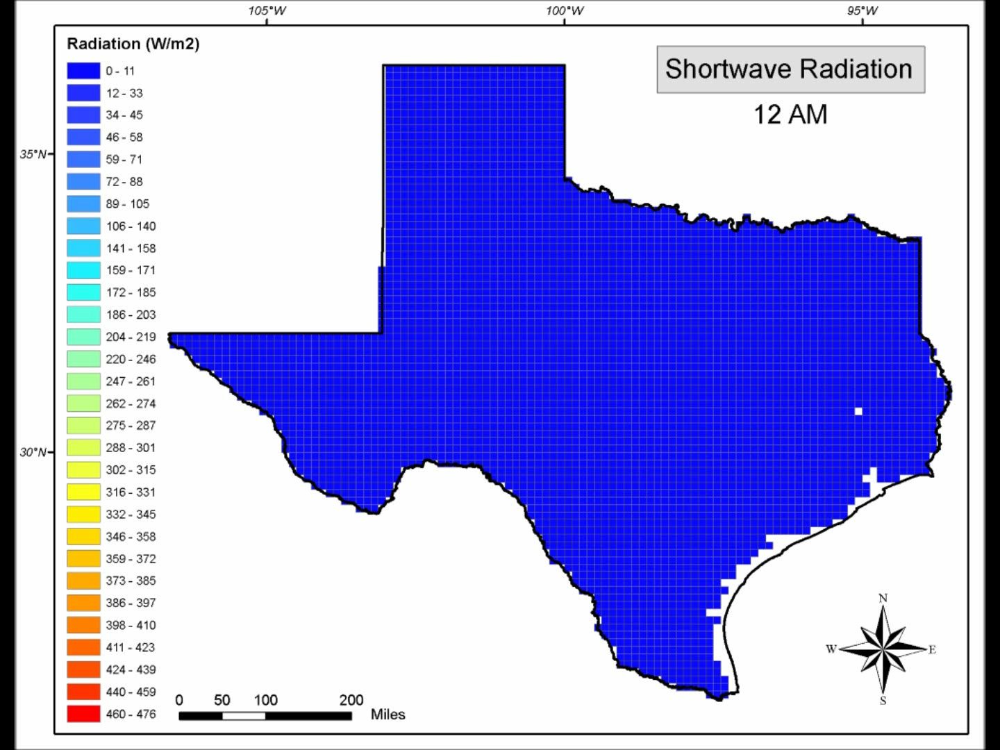 105°W 100°W 95°W
Radiation (W/m2)
Shortwave Radiation
12 AM
35°N
30°N
0 - 11
12 - 33
34 - 45
46 - 58
59 - 71
72 - 88
89 - 105
106 - 140
141 - 158
159 - 171
172 - 185
186 - 203
204 - 219
220 - 246
247 - 261
262 - 274
275 - 287
288 - 301
302 - 315
316 - 331
332 - 345
346 - 358
359 - 372
373 - 385
386 - 397
398 - 410
411 - 423
424 - 439
440 - 459
460 - 476
0 50 100 200
Miles
N
W E
S